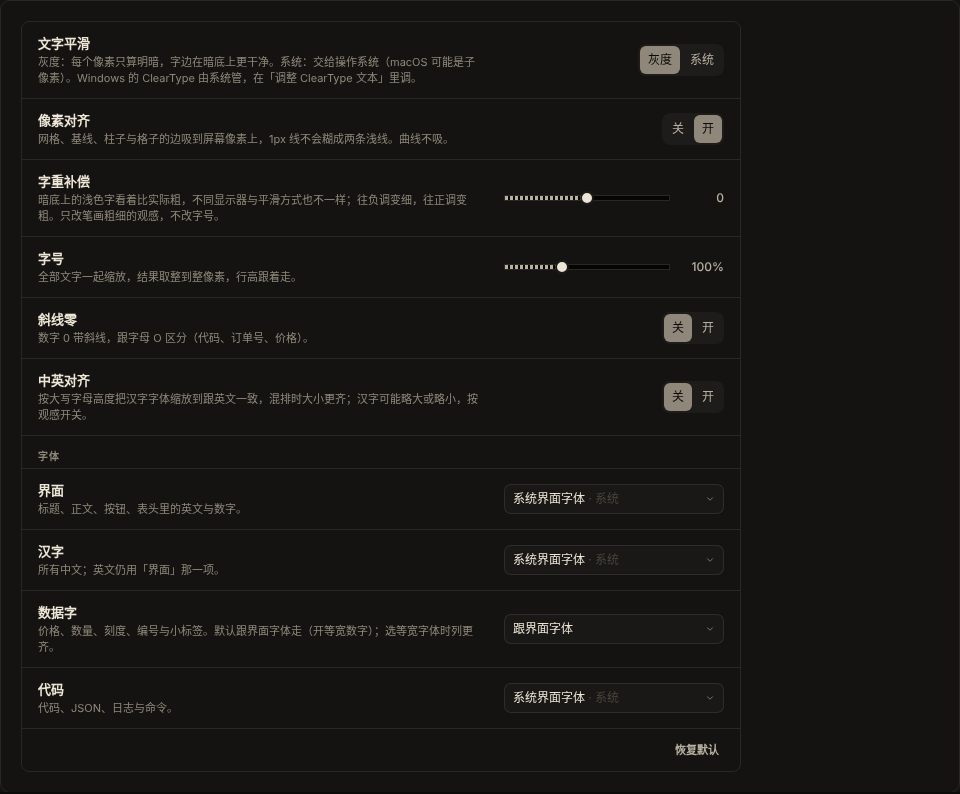 文字平滑
灰度：每个像素只算明暗，字边在暗底上更干净。系统：交给操作系统（macOS 可能是子
像素）。Windows 的 ClearType 由系统管，在「调整 ClearType 文本」里调。
灰度 系统
像素对齐
网格、基线、柱子与格子的边吸到屏幕像素上，1px 线不会糊成两条浅线。曲线不吸。
关 开
字重补偿
暗底上的浅色字看着比实际粗，不同显示器与平滑方式也不一样；往负调变细，往正调变
粗。只改笔画粗细的观感，不改字号。
0
字号
全部文字一起缩放，结果取整到整像素，行高跟着走。
100%
斜线零
数字 0 带斜线，跟字母 O 区分（代码、订单号、价格）。
关 开
中英对齐
按大写字母高度把汉字字体缩放到跟英文一致，混排时大小更齐；汉字可能略大或略小，按
观感开关。
关 开
字体
界面
标题、正文、按钮、表头里的英文与数字。
系统界面字体 · 系统
汉字
所有中文；英文仍用「界面」那一项。
系统界面字体 · 系统
数据字
价格、数量、刻度、编号与小标签。默认跟界面字体走（开等宽数字）；选等宽字体时列更
齐。
跟界面字体
代码
代码、JSON、日志与命令。
系统界面字体 · 系统
恢复默认